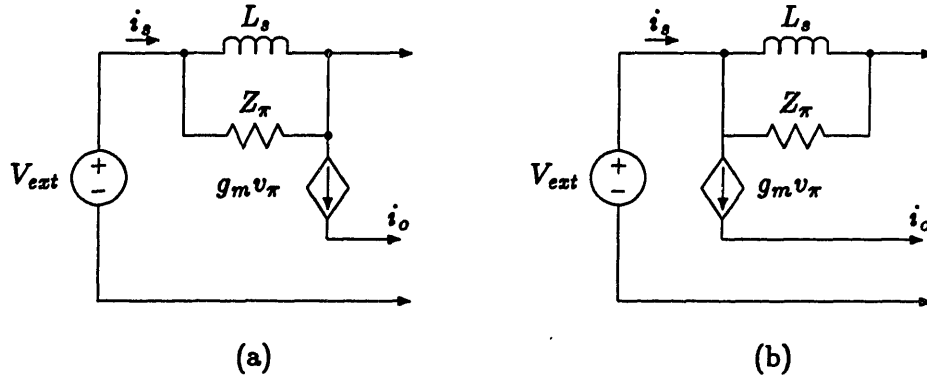 i_s L_s
Z_π
V_ext + −
g_m v_π
i_o
(a)
i_s L_s
Z_π
V_ext + −
g_m v_π
i_o
(b)